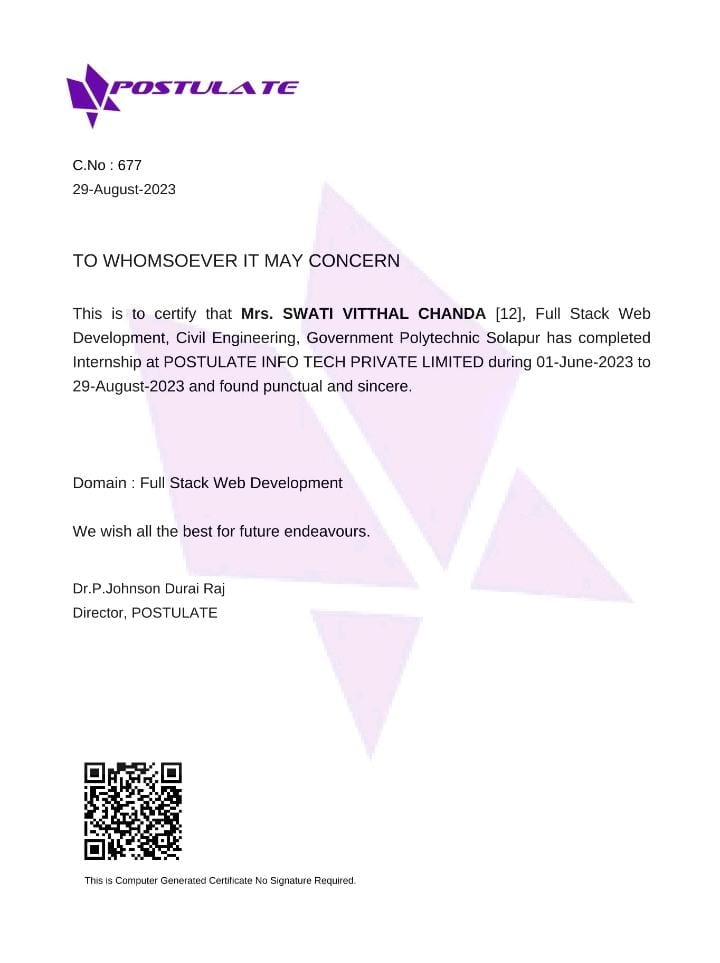 POSTULATE
C.No : 677
29-August-2023
TO WHOMSOEVER IT MAY CONCERN
This is to certify that Mrs. SWATI VITTHAL CHANDA [12], Full Stack Web
Development, Civil Engineering, Government Polytechnic Solapur has completed
Internship at POSTULATE INFO TECH PRIVATE LIMITED during 01-June-2023 to
29-August-2023 and found punctual and sincere.
Domain : Full Stack Web Development
We wish all the best for future endeavours.
Dr.P.Johnson Durai Raj
Director, POSTULATE
This is Computer Generated Certificate No Signature Required.